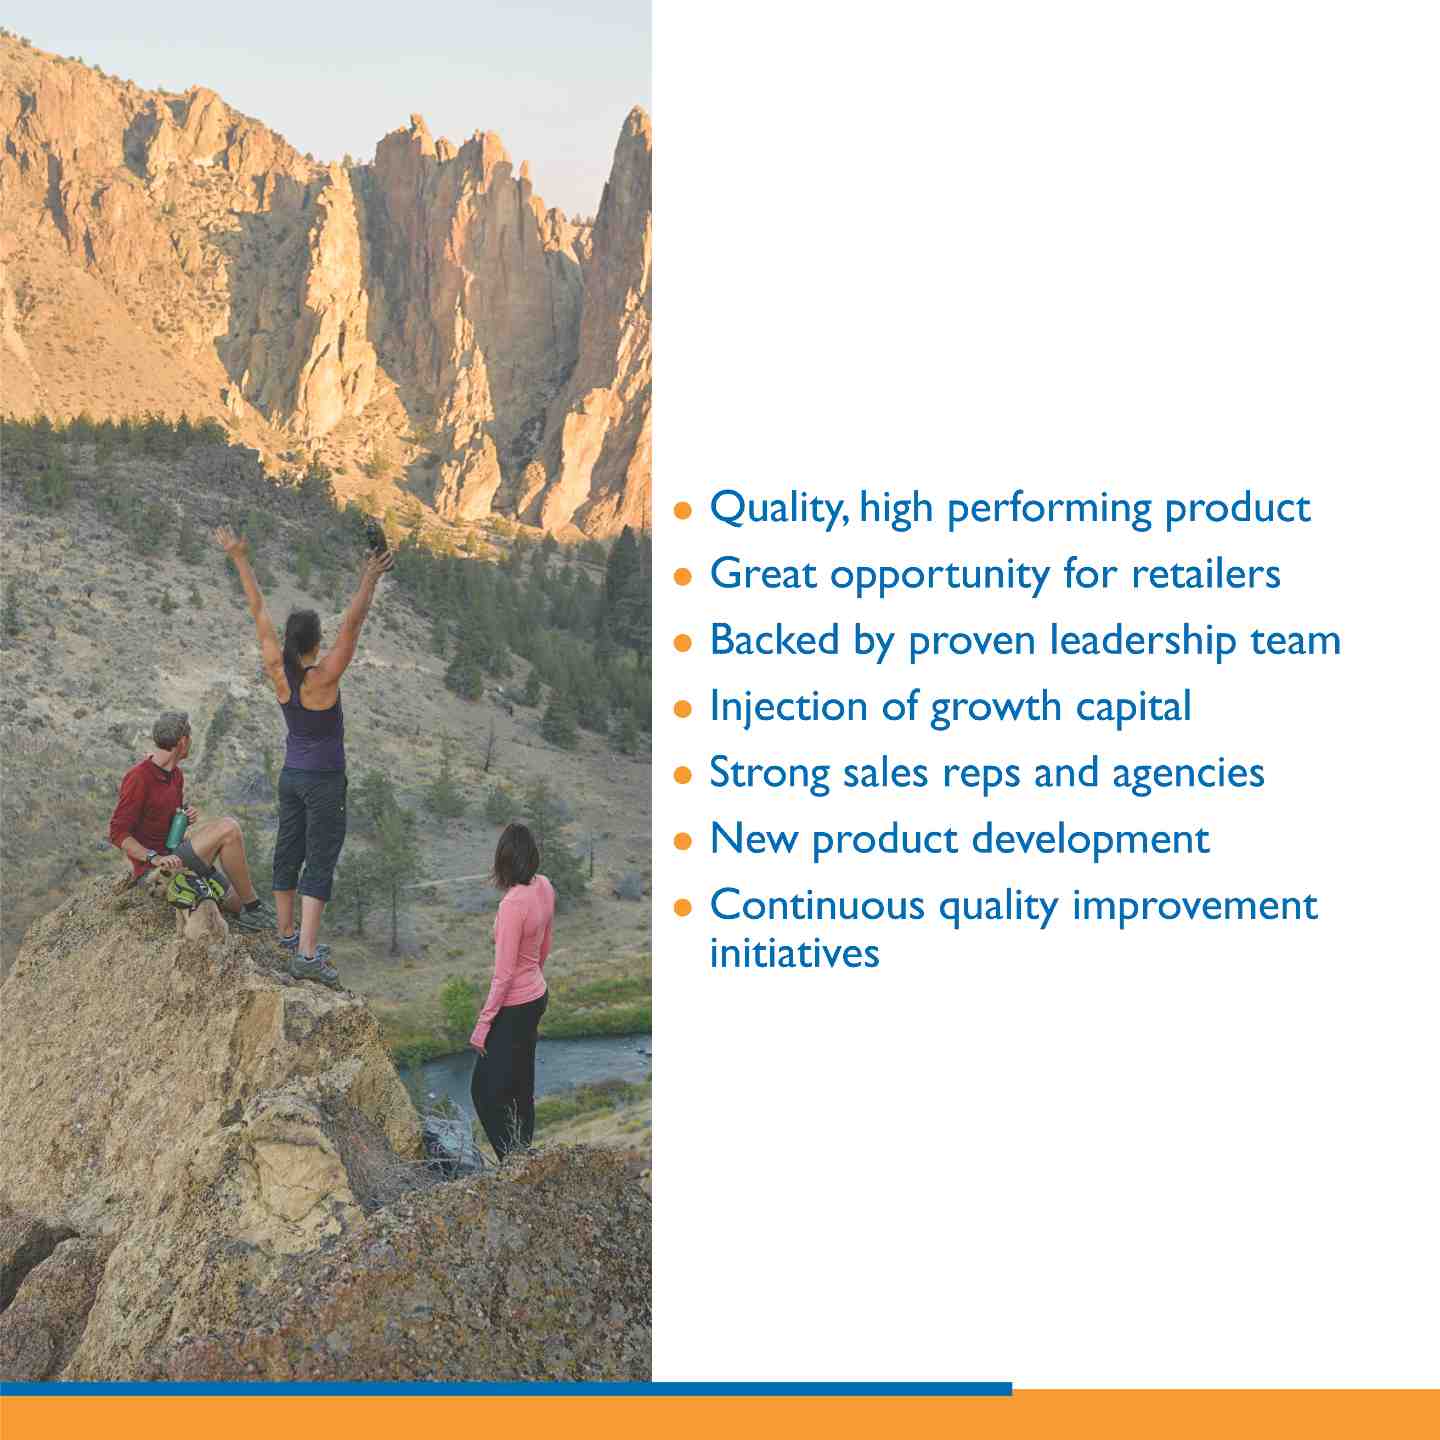 • Quality, high performing product
• Great opportunity for retailers
• Backed by proven leadership team
• Injection of growth capital
• Strong sales reps and agencies
• New product development
• Continuous quality improvement
initiatives